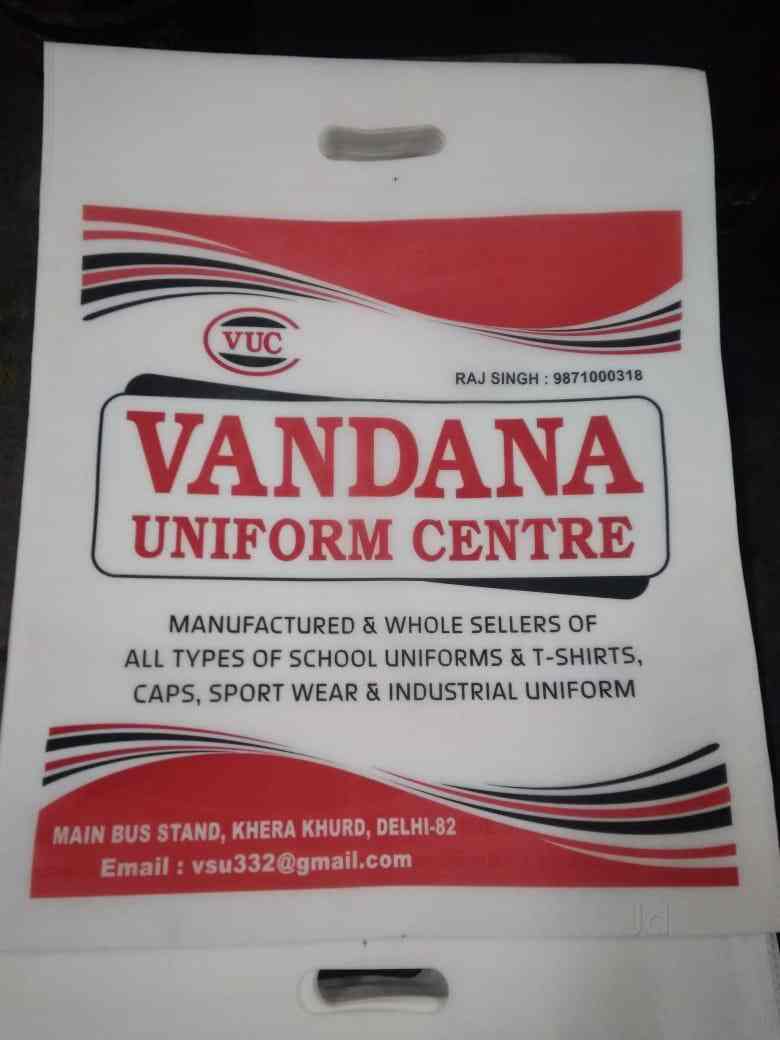 VUC
RAJ SINGH : 9871000318
VANDANA
UNIFORM CENTRE
MANUFACTURED & WHOLE SELLERS OF
ALL TYPES OF SCHOOL UNIFORMS & T-SHIRTS,
CAPS, SPORT WEAR & INDUSTRIAL UNIFORM
MAIN BUS STAND, KHERA KHURD, DELHI-82
Email : vsu332@gmail.com
Jd